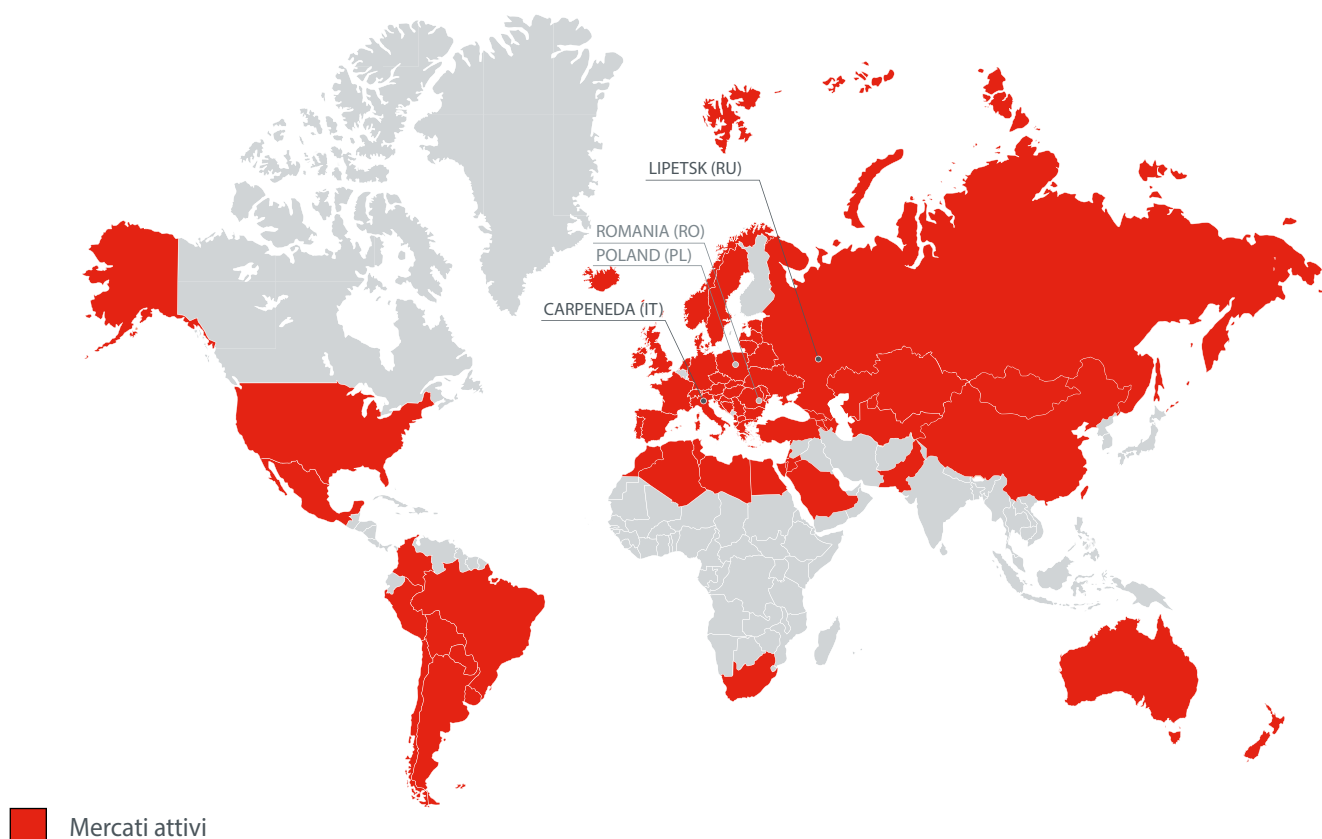 LIPETSK (RU)
ROMANIA (RO)
POLAND (PL)
CARPENEDA (IT)
Mercati attivi